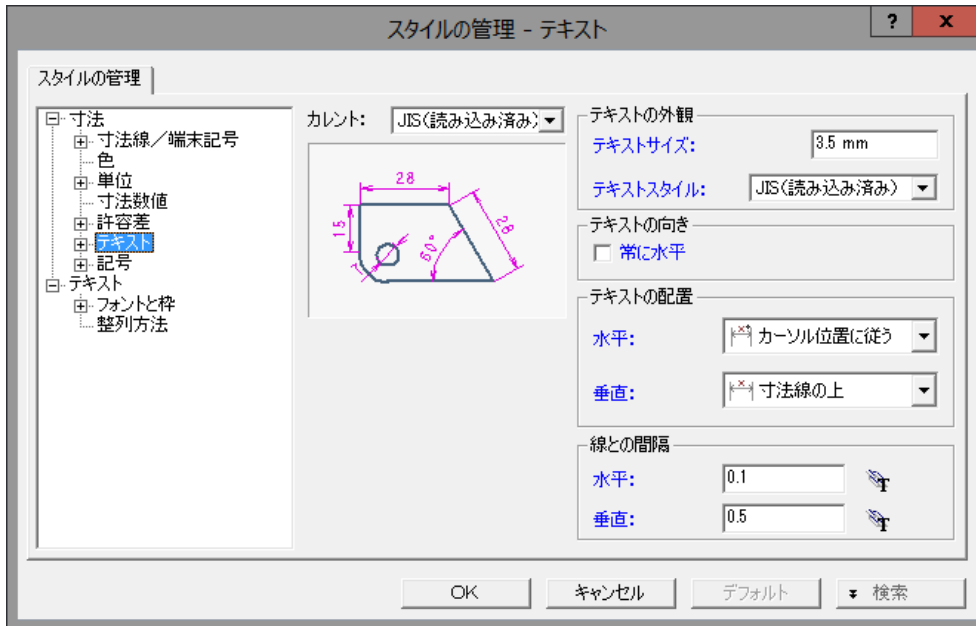 スタイルの管理 - テキスト
?
x
スタイルの管理
寸法
寸法線／端末記号
色
単位
寸法数値
許容差
テキスト
記号
テキスト
フォントと枠
整列方法
カレント: JIS(読み込み済み)
28
15
60°
28
テキストの外観
テキストサイズ: 3.5 mm
テキストスタイル: JIS(読み込み済み)
テキストの向き
常に水平
テキストの配置
水平: カーソル位置に従う
垂直: 寸法線の上
線との間隔
水平: 0.1
垂直: 0.5
OK
キャンセル
デフォルト
検索